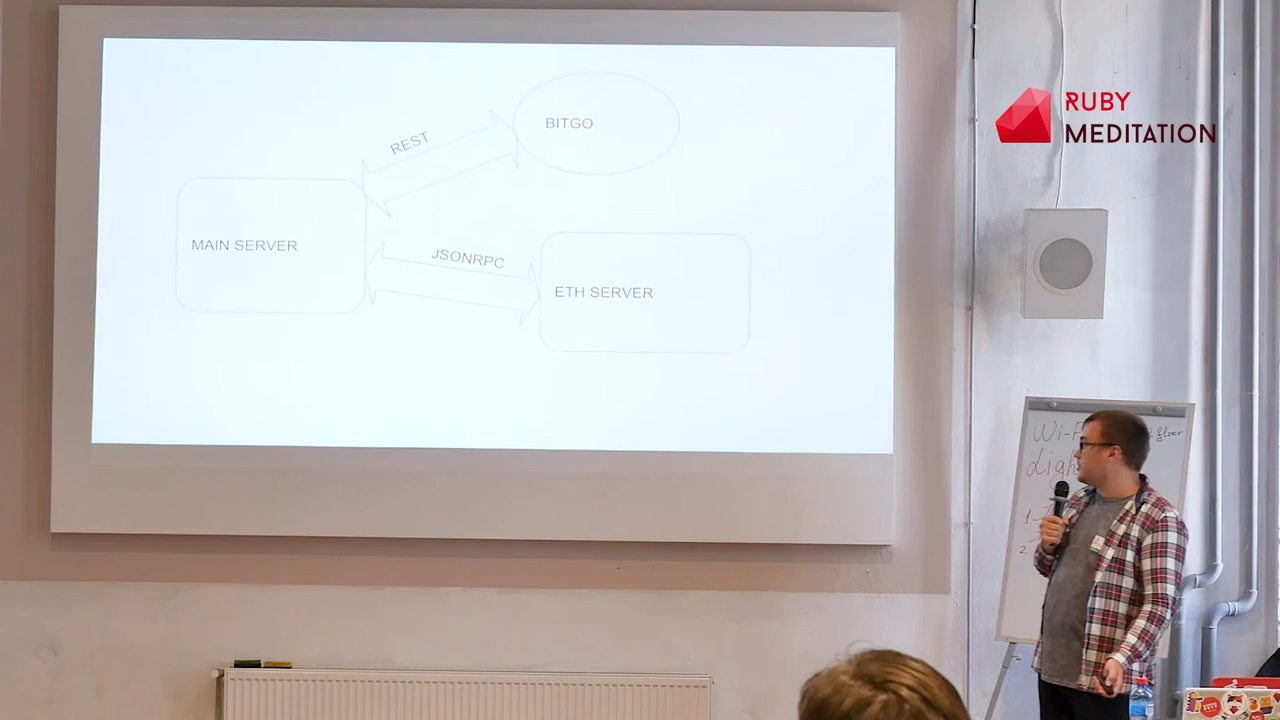 REST
BITGO
MAIN SERVER
JSONRPC
ETH SERVER
RUBY
MEDITATION